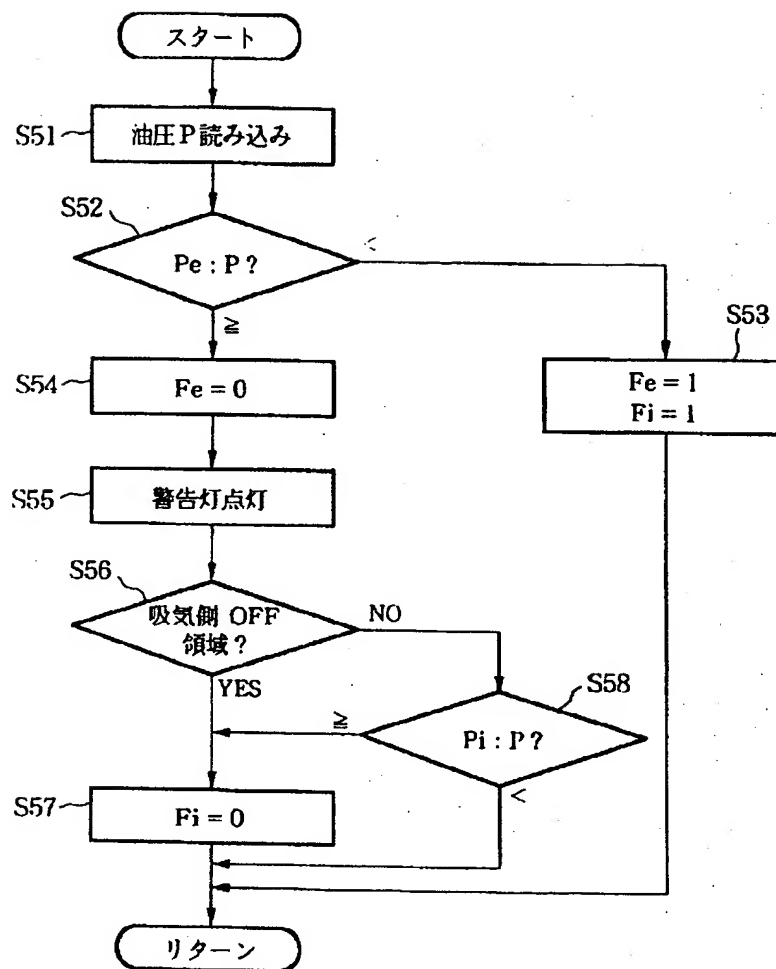 スタート
S51
油圧P読み込み
S52
Pe : P ?
<
≧
S53
Fe = 1
Fi = 1
S54
Fe = 0
S55
警告灯点灯
S56
吸気側 OFF
領域?
NO
YES
S58
Pi : P ?
≧
<
S57
Fi = 0
リターン